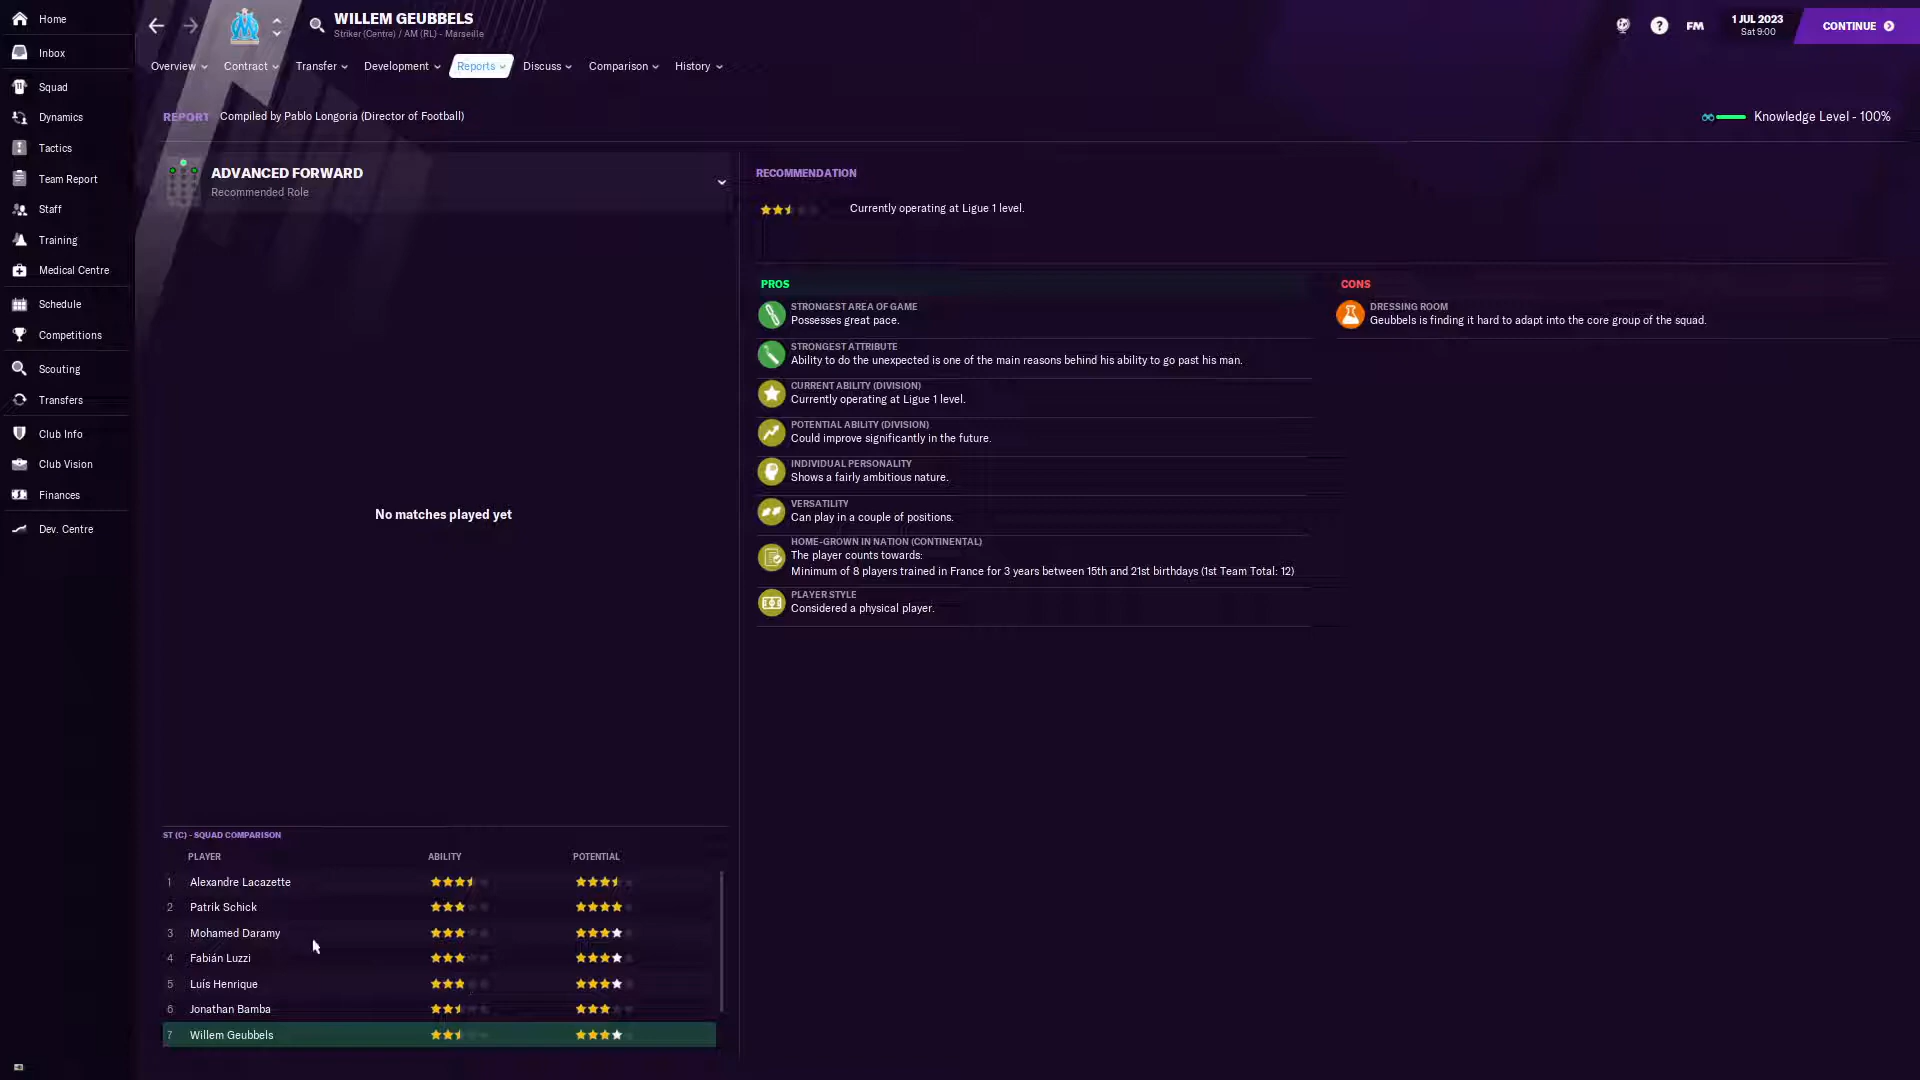 Home
Inbox
Squad
Dynamics
Tactics
Team Report
Staff
Training
Medical Centre
Schedule
Competitions
Scouting
Transfers
Club Info
Club Vision
Finances
Dev. Centre
WILLEM GEUBBELS
Striker (Centre) / AM (RL) - Marseille
FM
1 JUL 2023
Sat 9:00
CONTINUE
Overview
Contract
Transfer
Development
Reports
Discuss
Comparison
History
REPORT Compiled by Pablo Longoria (Director of Football)
Knowledge Level - 100%
ADVANCED FORWARD
Recommended Role
No matches played yet
ST (C) - SQUAD COMPARISON
PLAYER ABILITY POTENTIAL
1 Alexandre Lacazette
2 Patrik Schick
3 Mohamed Daramy
4 Fabián Luzzi
5 Luís Henrique
6 Jonathan Bamba
7 Willem Geubbels
RECOMMENDATION
Currently operating at Ligue 1 level.
PROS
STRONGEST AREA OF GAME
Possesses great pace.
STRONGEST ATTRIBUTE
Ability to do the unexpected is one of the main reasons behind his ability to go past his man.
CURRENT ABILITY (DIVISION)
Currently operating at Ligue 1 level.
POTENTIAL ABILITY (DIVISION)
Could improve significantly in the future.
INDIVIDUAL PERSONALITY
Shows a fairly ambitious nature.
VERSATILITY
Can play in a couple of positions.
HOME-GROWN IN NATION (CONTINENTAL)
The player counts towards:
Minimum of 8 players trained in France for 3 years between 15th and 21st birthdays (1st Team Total: 12)
PLAYER STYLE
Considered a physical player.
CONS
DRESSING ROOM
Geubbels is finding it hard to adapt into the core group of the squad.